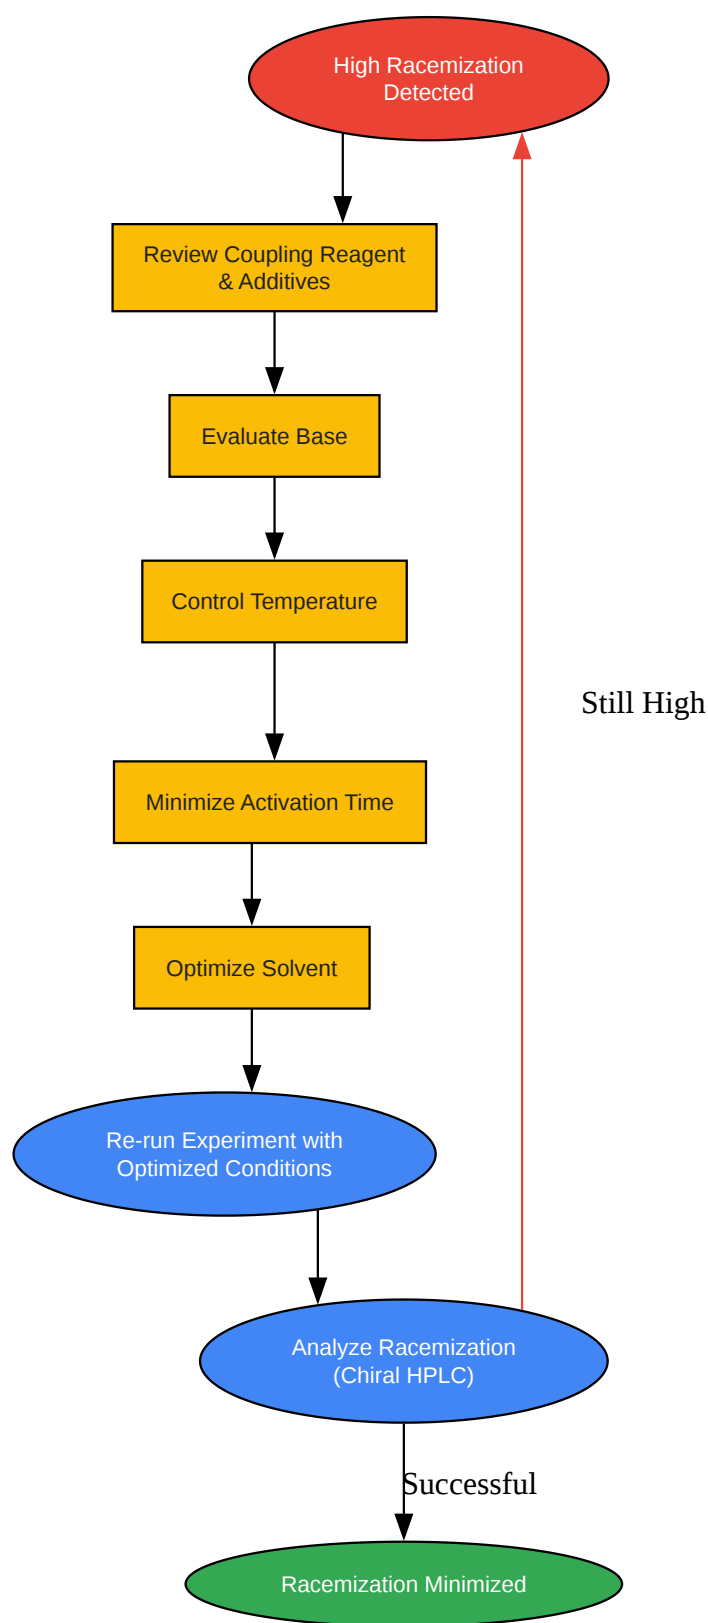 High Racemization
Detected
Review Coupling Reagent
& Additives
Evaluate Base
Control Temperature
Still High
Minimize Activation Time
Optimize Solvent
Re-run Experiment with
Optimized Conditions
Analyze Racemization
(Chiral HPLC)
Successful
Racemization Minimized